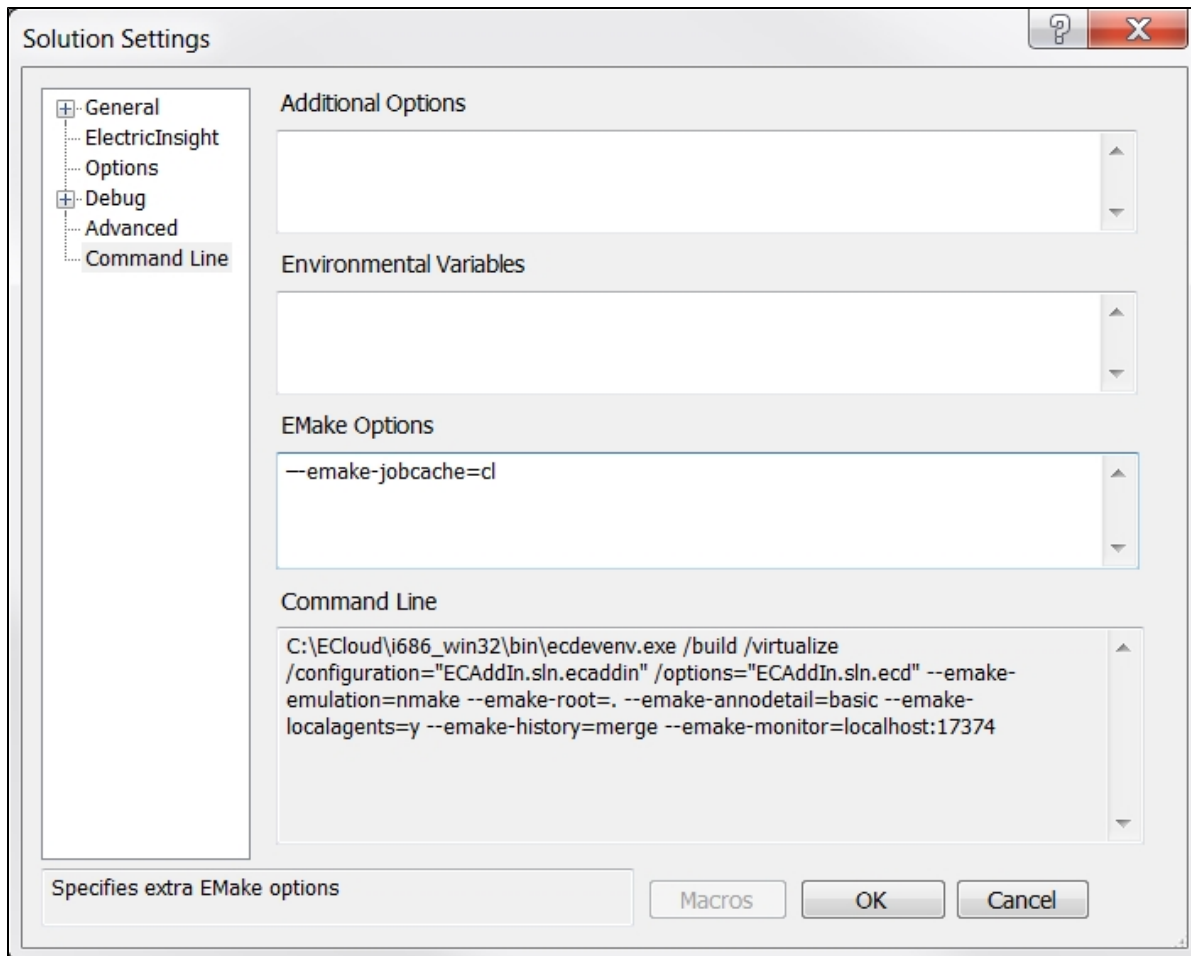 Solution Settings
General
ElectricInsight
Options
Debug
Advanced
Command Line
Additional Options
Environmental Variables
EMake Options
—-emake-jobcache=cl
Command Line
C:\ECloud\i686_win32\bin\ecdevenv.exe /build /virtualize
/configuration="ECAddIn.sln.ecaddin" /options="ECAddIn.sln.ecd" --emake-
emulation=nmake --emake-root=. --emake-annodetail=basic --emake-
localagents=y --emake-history=merge --emake-monitor=localhost:17374
Specifies extra EMake options
Macros
OK
Cancel